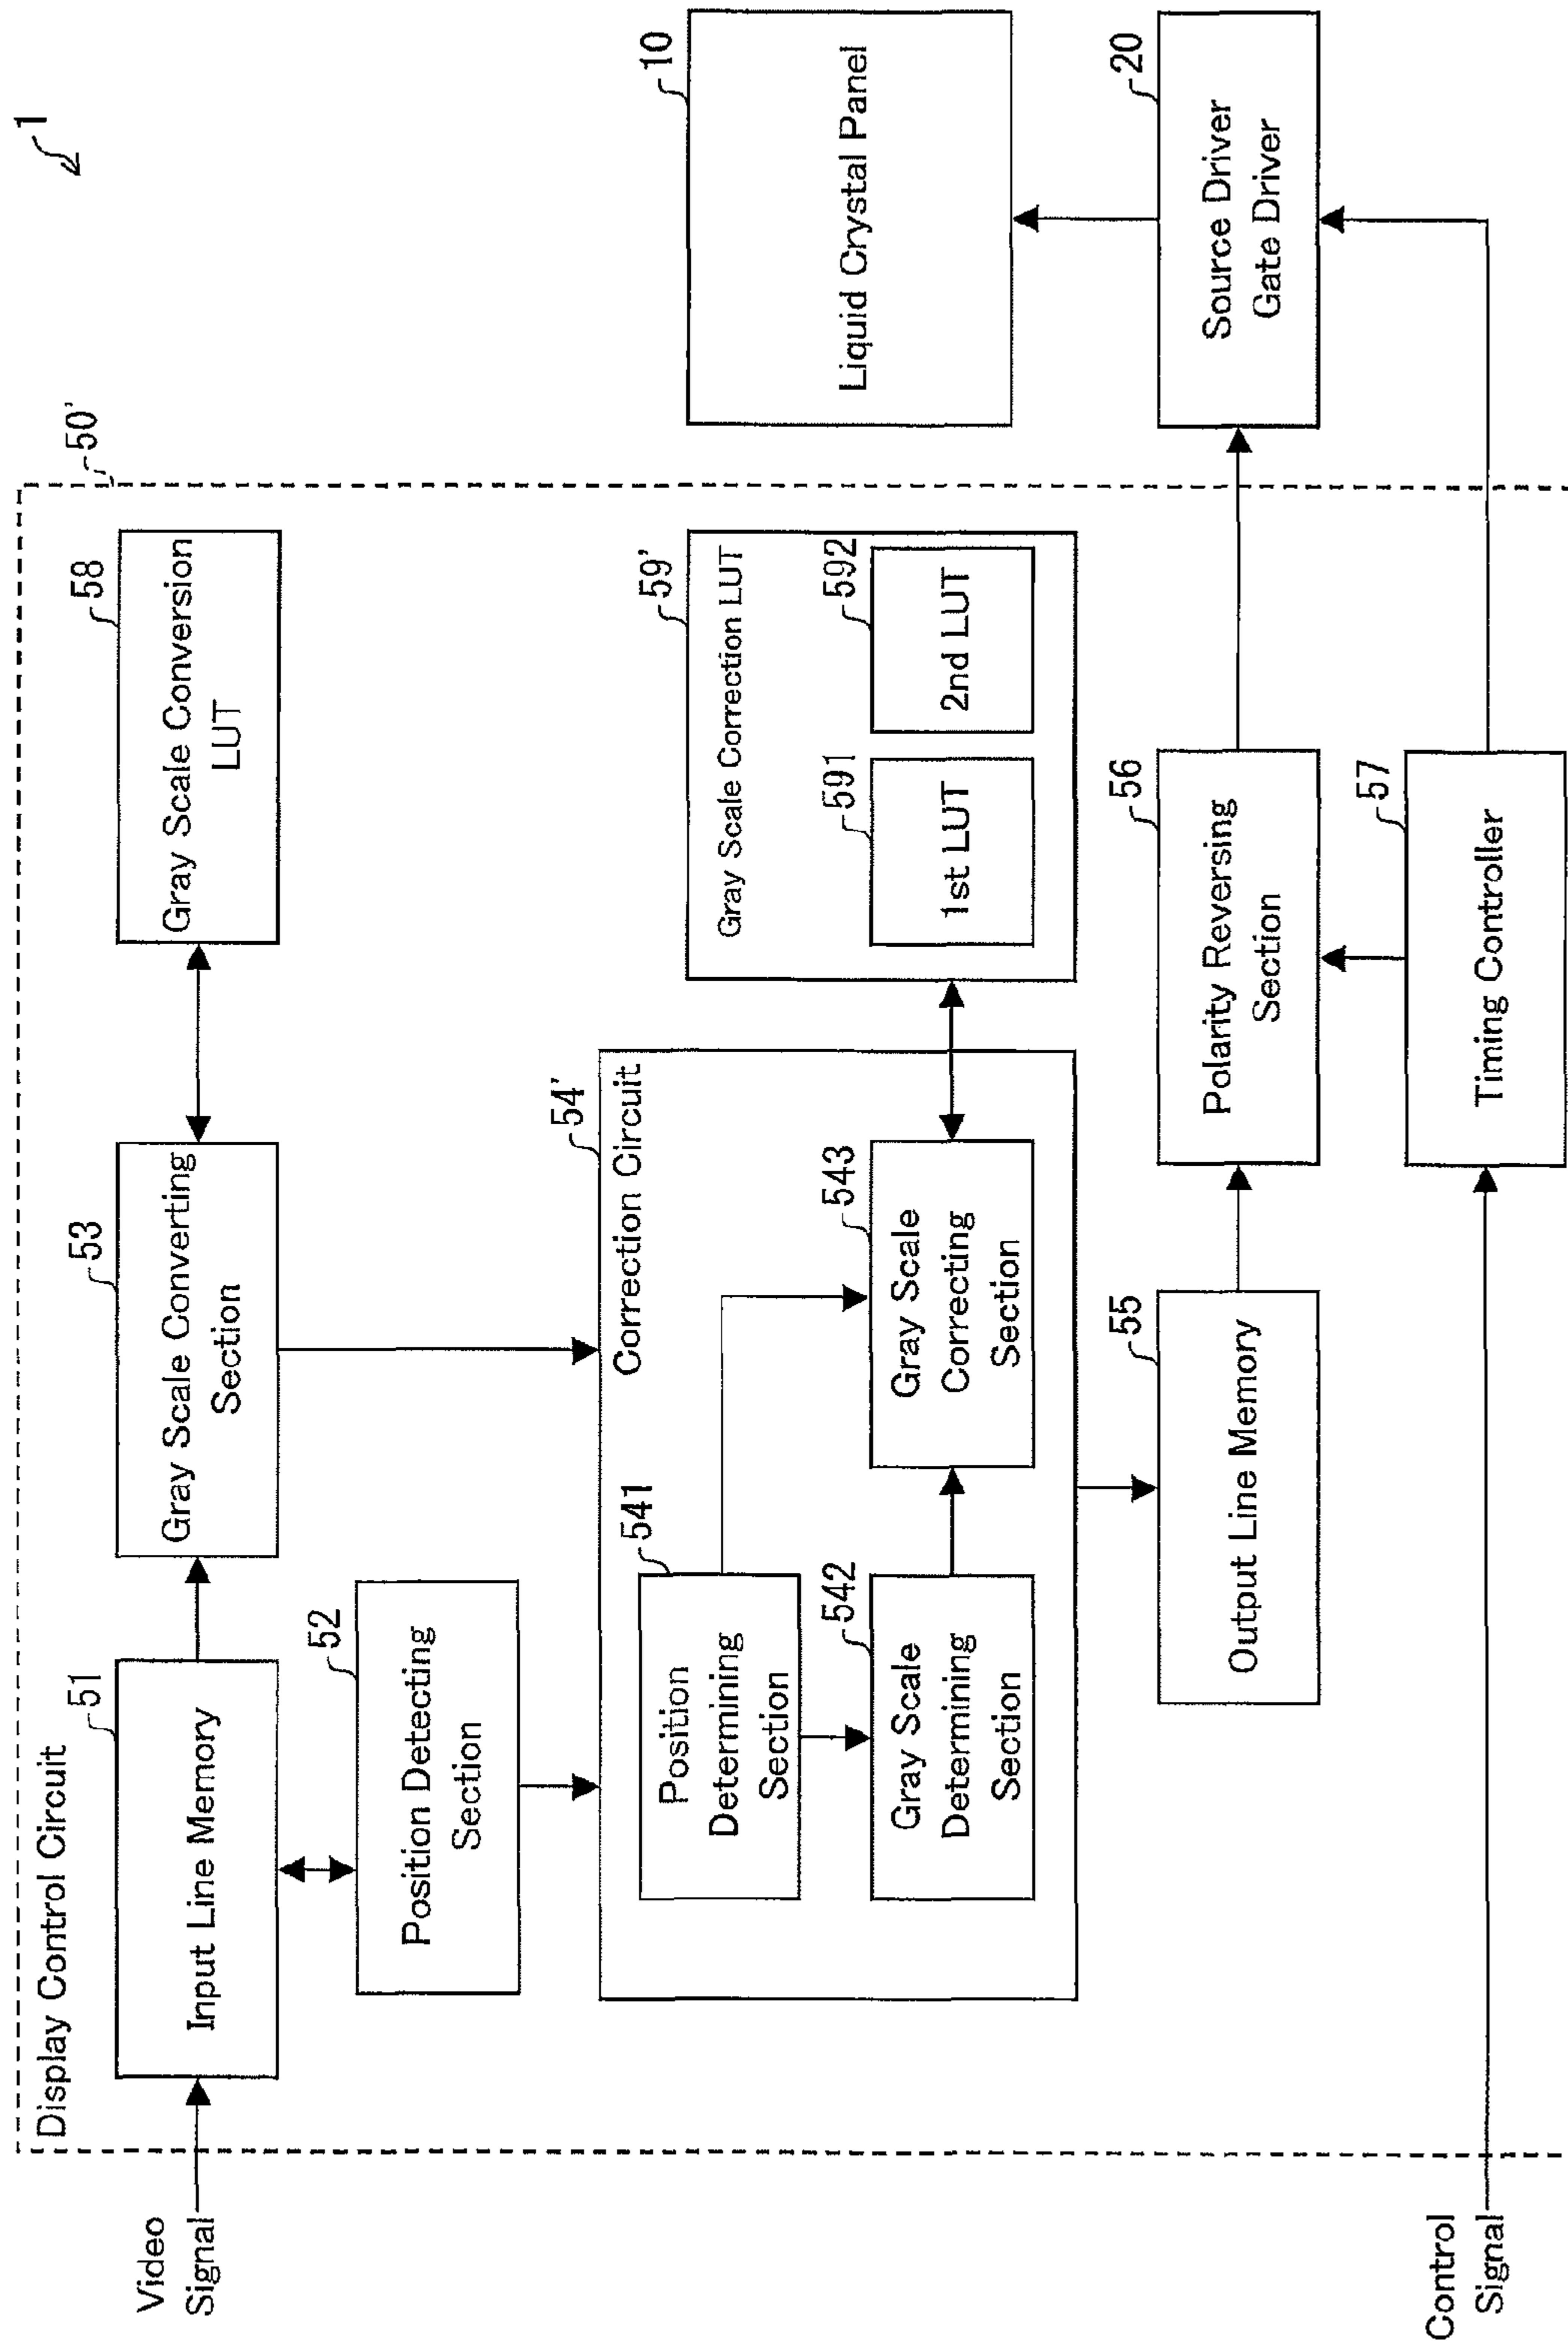 1
50'
Display Control Circuit
Video
Signal
51
Input Line Memory
53
Gray Scale Converting
Section
58
Gray Scale Conversion
LUT
52
Position Detecting
Section
54'
Correction Circuit
541
Position
Determining
Section
542
Gray Scale
Determining
Section
543
Gray Scale
Correcting
Section
59'
Gray Scale Correction LUT
591
1st LUT
592
2nd LUT
10
Liquid Crystal Panel
55
Output Line Memory
56
Polarity Reversing
Section
20
Source Driver
Gate Driver
Control
Signal
57
Timing Controller